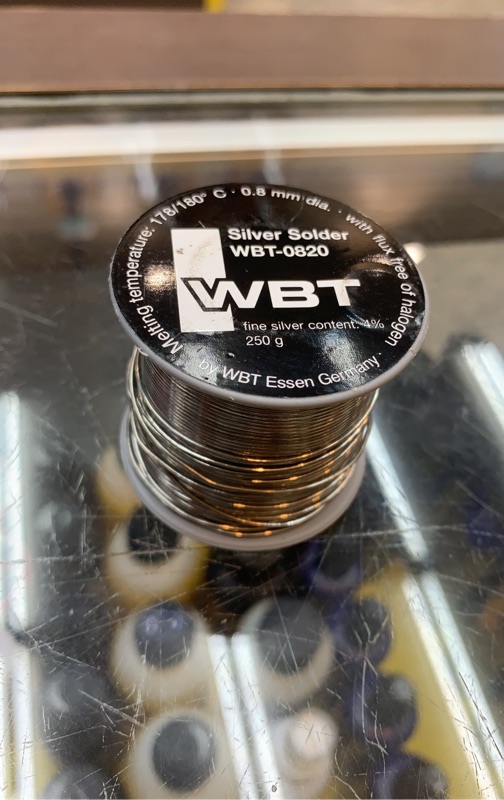 Melting temperature: 178/180° C · 0.8 mm dia. · with flux, free of halogen
Silver Solder
WBT-0820
WBT
fine silver content: 4%
250 g
by WBT Essen Germany ·